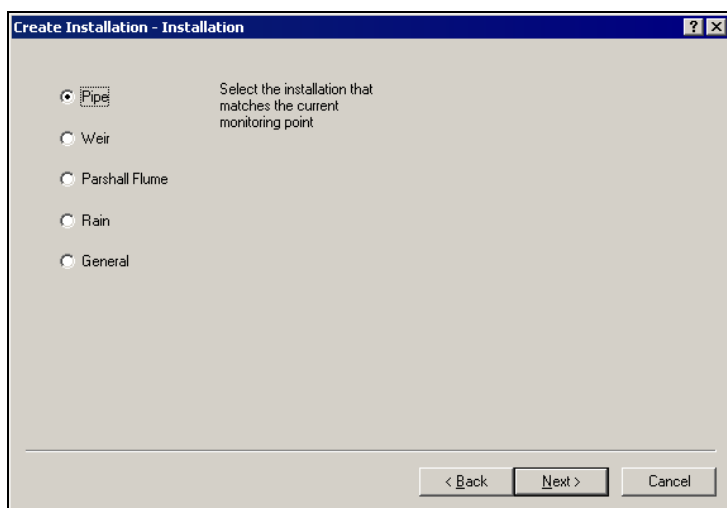 Create Installation - Installation
Pipe
Select the installation that
matches the current
monitoring point
Weir
Parshall Flume
Rain
General
< Back
Next >
Cancel